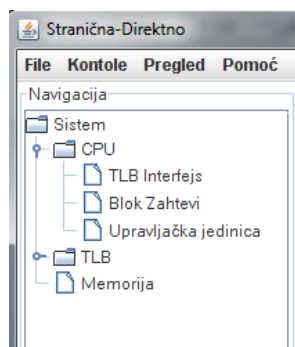 Stranična-Direktno
File Kontole Pregled Pomoć
Navigacija
Sistem
CPU
TLB Interfejs
Blok Zahtevi
Upravljačka jedinica
TLB
Memorija